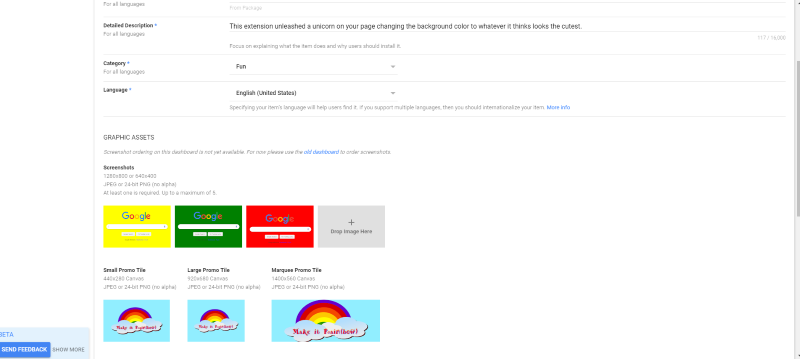 For all languages
From Package
Detailed Description *
For all languages
This extension unleashed a unicorn on your page changing the background color to whatever it thinks looks the cutest.
117 / 16,000
Focus on explaining what the item does and why users should install it.
Category *
For all languages
Fun
Language *
English (United States)
Specifying your item's language will help users find it. If you support multiple languages, then you should internationalize your item. More info
GRAPHIC ASSETS
Screenshot ordering on this dashboard is not yet available. For now please use the old dashboard to order screenshots.
Screenshots
1280x800 or 640x400
JPEG or 24-bit PNG (no alpha)
At least one is required. Up to a maximum of 5.
Google
Google
Google
Drop Image Here
Small Promo Tile
440x280 Canvas
JPEG or 24-bit PNG (no alpha)
Large Promo Tile
920x680 Canvas
JPEG or 24-bit PNG (no alpha)
Marquee Promo Tile
1400x560 Canvas
JPEG or 24-bit PNG (no alpha)
Make it Rain(bow)!
Make it Rain(bow)!
Make it Rain(bow)!
BETA
SEND FEEDBACK
SHOW MORE